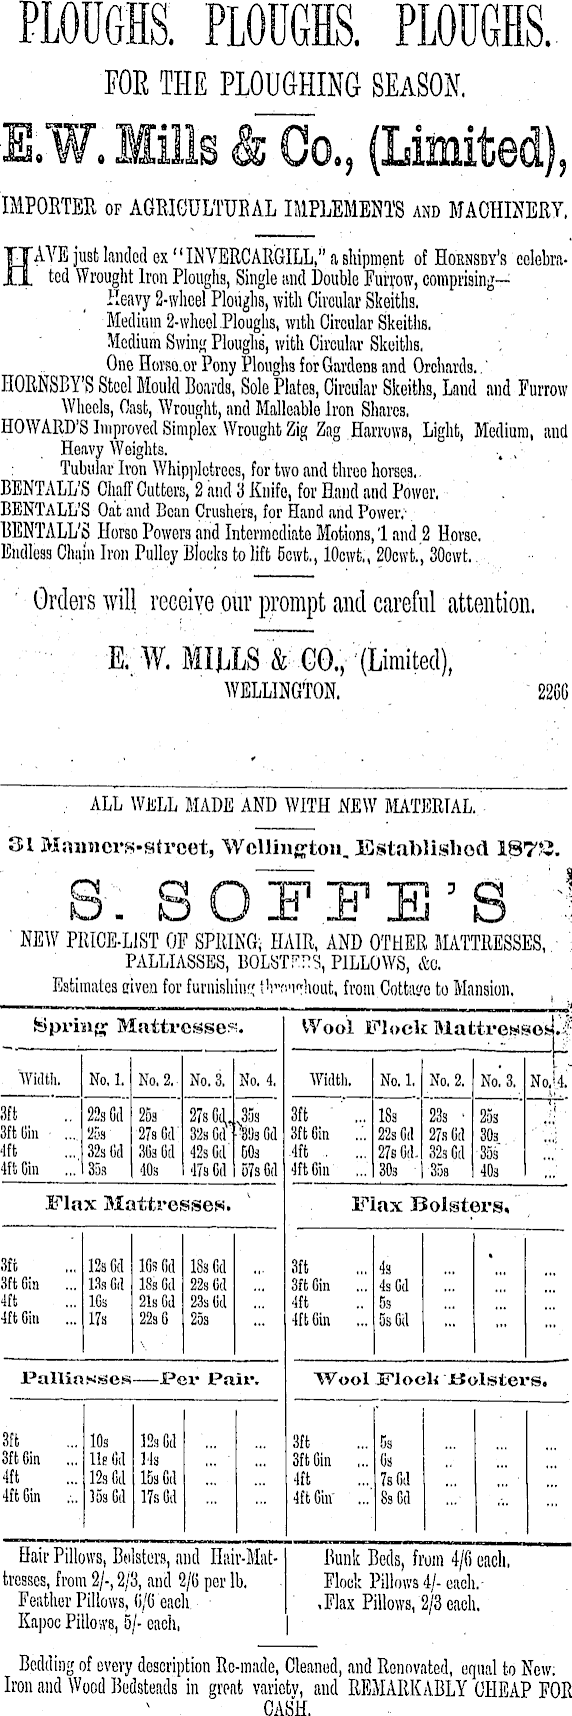 PLOUGHS. PLOUGHS. PLOUGHS.
FOR THE PLOUGHING SEASON.
E. W. Mills & Co., (Limited),
IMPORTER OF AGRICULTURAL IMPLEMENTS AND MACHINERY.
HAVE just landed ex "INVERCARGILL," a shipment of HORNSBY'S celebra-
ted Wrought Iron Ploughs, Single and Double Furrow, comprising—
Heavy 2-wheel Ploughs, with Circular Skeiths.
Medium 2-wheel Ploughs, with Circular Skeiths.
Medium Swing Ploughs, with Circular Skeiths.
One Horse or Pony Ploughs for Gardens and Orchards.
HORNSBY'S Steel Mould Boards, Sole Plates, Circular Skeiths, Land and Furrow
Wheels, Cast, Wrought, and Malleable Iron Shares.
HOWARD'S Improved Simplex Wrought Zig Zag Harrows, Light, Medium, and
Heavy Weights.
Tubular Iron Whippletrees, for two and three horses.
BENTALL'S Chaff Cutters, 2 and 3 Knife, for Hand and Power.
BENTALL'S Oat and Bean Crushers, for Hand and Power.
BENTALL'S Horse Powers and Intermediate Motions, 1 and 2 Horse.
Endless Chain Iron Pulley Blocks to lift 5cwt., 10cwt., 20cwt., 30cwt.
Orders will receive our prompt and careful attention.
E. W. MILLS & CO., (Limited),
WELLINGTON. 2266
ALL WELL MADE AND WITH NEW MATERIAL.
31 Manners-street, Wellington. Established 1872.
S. SOFFE'S
NEW PRICE-LIST OF SPRING, HAIR, AND OTHER MATTRESSES,
PALLIASSES, BOLSTERS, PILLOWS, &c.
Estimates given for furnishing throughout, from Cottage to Mansion.
Spring Mattresses.
Width. No. 1. No. 2. No. 3. No. 4.
3ft .. 22s 6d 25s 27s 6d 35s
3ft 6in ... 25s 27s 6d 32s 6d 39s 6d
4ft ... 32s 6d 36s 6d 42s 6d 50s
4ft 6in ... 35s 40s 47s 6d 57s 6d
Wool Flock Mattresses.
Width. No. 1. No. 2. No. 3. No. 4.
3ft ... 18s 23s 25s ...
3ft 6in ... 22s 6d 27s 6d 30s ...
4ft . 27s 6d 32s 6d 35s ...
4ft 6in ... 30s 35s 40s ...
Flax Mattresses.
3ft ... 12s 6d 16s 6d 18s 6d ...
3ft 6in ... 13s 6d 18s 6d 22s 6d ...
4ft ... 16s 21s 6d 23s 6d ...
4ft 6in ... 17s 22s 6 25s ...
Flax Bolsters.
3ft ... 4s ... ... ...
3ft 6in ... 4s 6d ... ... ...
4ft .. 5s ... ... ...
4ft 6in ... 5s 6d ... ... ...
Palliasses—Per Pair.
3ft ... 10s 12s 6d ... ...
3ft 6in ... 11s 6d 14s ... ...
4ft ... 12s 6d 15s 6d ... ...
4ft 6in ... 15s 6d 17s 6d ... ...
Wool Flock Bolsters.
3ft ... 5s ... ... ...
3ft 6in ... 6s .. ... ...
4ft ... 7s 6d ... ... ...
4ft 6in ... 8s 6d ... ... ...
Hair Pillows, Bolsters, and Hair-Mat-
tresses, from 2/-, 2/3, and 2/6 per lb.
Feather Pillows, 6/6 each
Kapoc Pillows, 5/- each,
Bunk Beds, from 4/6 each,
Flock Pillows 4/- each.
Flax Pillows, 2/3 each.
Bedding of every description Re-made, Cleaned, and Renovated, equal to New.
Iron and Wood Bedsteads in great variety, and REMARKABLY CHEAP FOR
CASH.